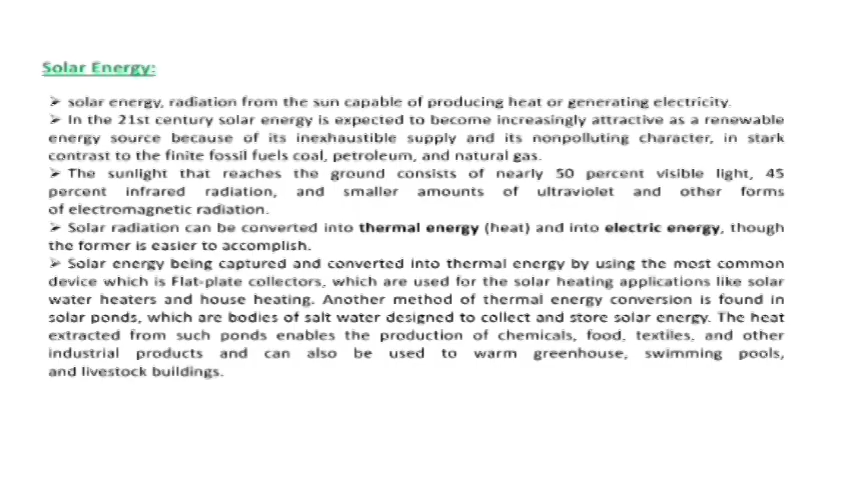 Solar Energy:
➢ solar energy, radiation from the sun capable of producing heat or generating electricity.
➢ In the 21st century solar energy is expected to become increasingly attractive as a renewable
energy source because of its inexhaustible supply and its nonpolluting character, in stark
contrast to the finite fossil fuels coal, petroleum, and natural gas.
➢ The sunlight that reaches the ground consists of nearly 50 percent visible light, 45
percent infrared radiation, and smaller amounts of ultraviolet and other forms
of electromagnetic radiation.
➢ Solar radiation can be converted into thermal energy (heat) and into electric energy, though
the former is easier to accomplish.
➢ Solar energy being captured and converted into thermal energy by using the most common
device which is Flat-plate collectors, which are used for the solar heating applications like solar
water heaters and house heating. Another method of thermal energy conversion is found in
solar ponds, which are bodies of salt water designed to collect and store solar energy. The heat
extracted from such ponds enables the production of chemicals, food, textiles, and other
industrial products and can also be used to warm greenhouse, swimming pools,
and livestock buildings.